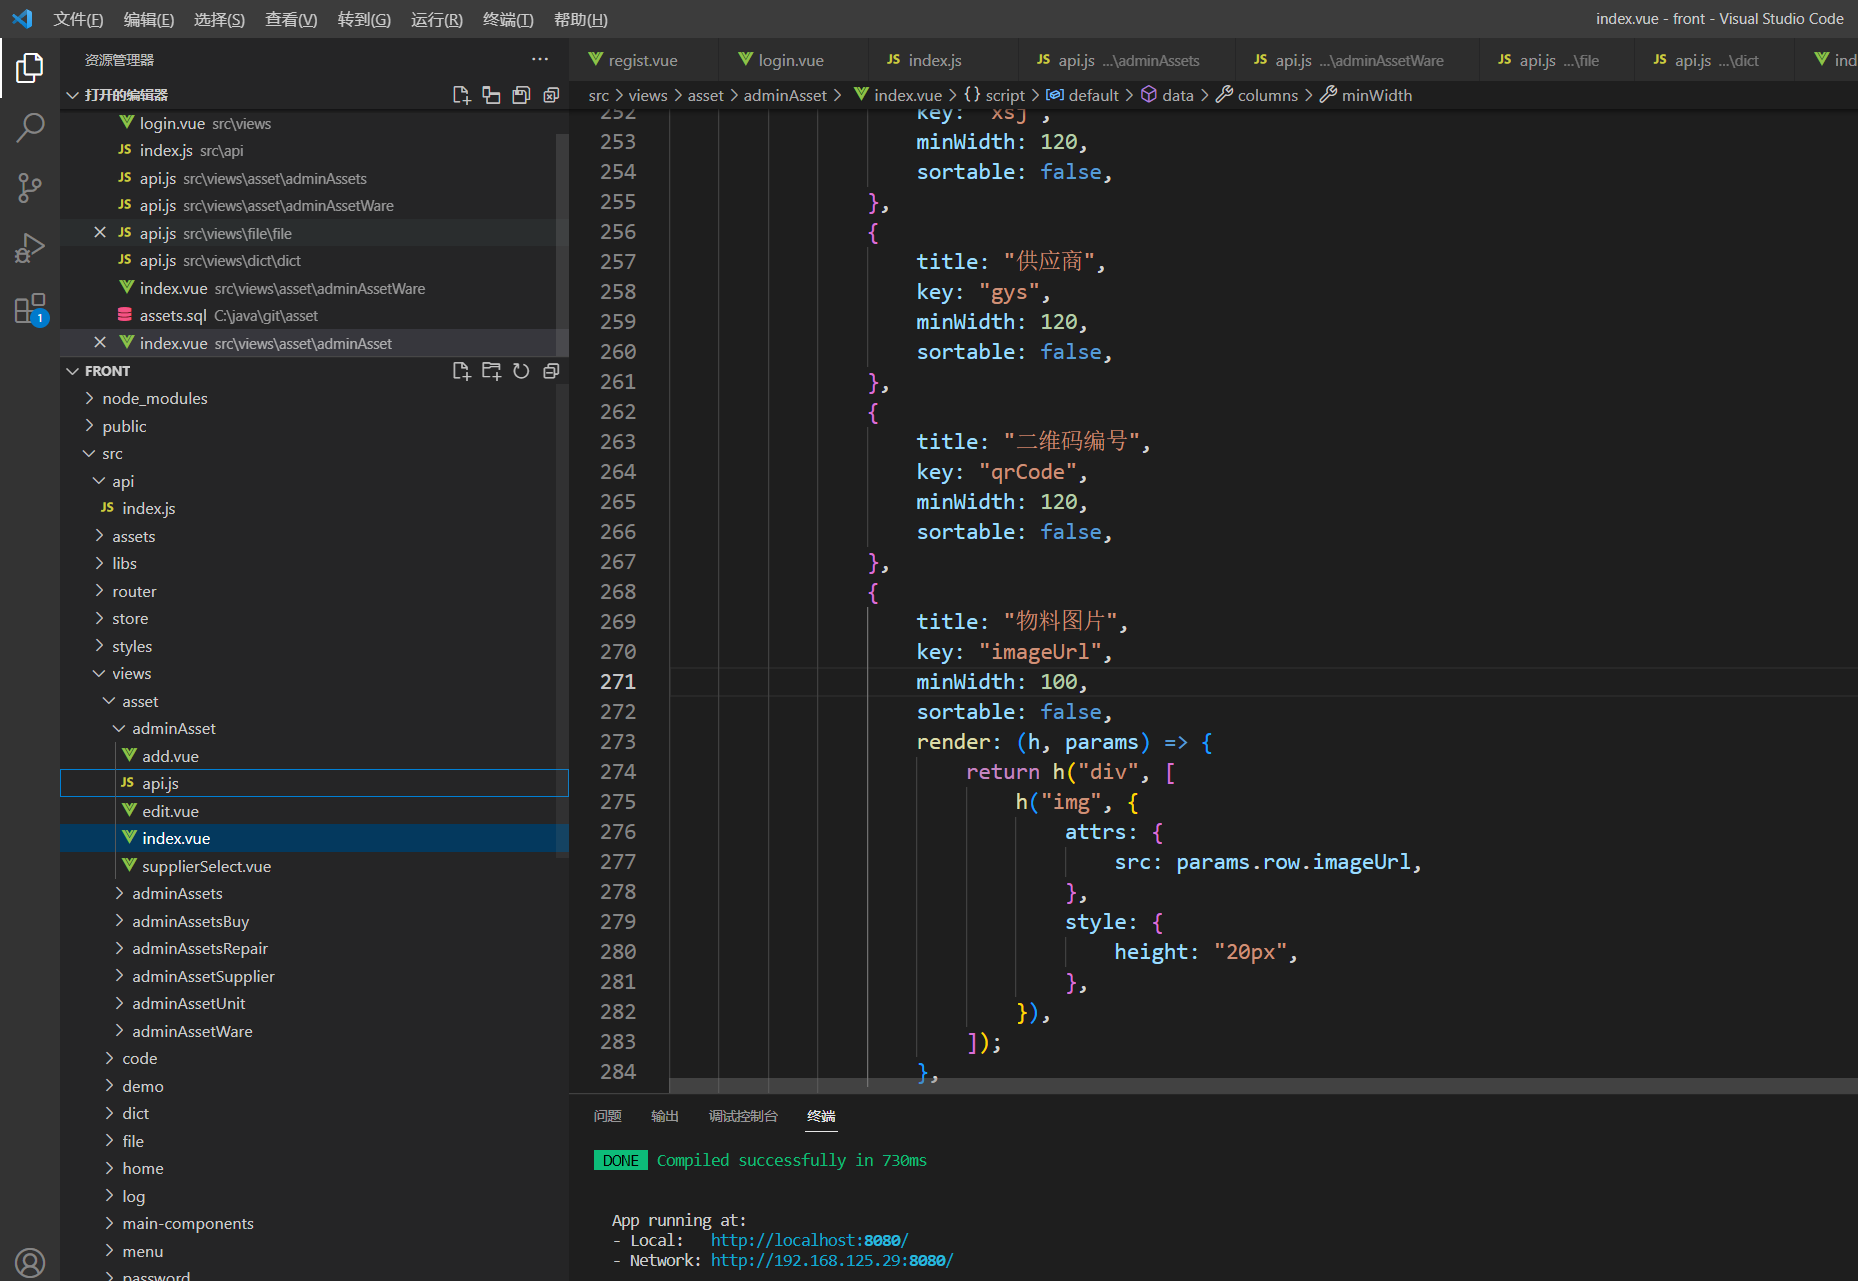 文件(F) 编辑(E) 选择(S) 查看(V) 转到(G) 运行(R) 终端(T) 帮助(H)
index.vue - front - Visual Studio Code
资源管理器
打开的编辑器
login.vue src\views
JS index.js src\api
JS api.js src\views\asset\adminAssets
JS api.js src\views\asset\adminAssetWare
JS api.js src\views\file\file
JS api.js src\views\dict\dict
index.vue src\views\asset\adminAssetWare
assets.sql C:\java\git\asset
index.vue src\views\asset\adminAsset
FRONT
node_modules
public
src
api
JS index.js
assets
libs
router
store
styles
views
asset
adminAsset
add.vue
JS api.js
edit.vue
index.vue
supplierSelect.vue
adminAssets
adminAssetsBuy
adminAssetsRepair
adminAssetSupplier
adminAssetUnit
adminAssetWare
code
demo
dict
file
home
log
main-components
menu
password
1
regist.vue login.vue JS index.js JS api.js ...\adminAssets JS api.js ...\adminAssetWare JS api.js ...\file JS api.js ...\dict ind
src > views > asset > adminAsset > index.vue > {} script > default > data > columns > minWidth
252 key: "xsj",
253 minWidth: 120,
254 sortable: false,
255 },
256 {
257 title: "供应商",
258 key: "gys",
259 minWidth: 120,
260 sortable: false,
261 },
262 {
263 title: "二维码编号",
264 key: "qrCode",
265 minWidth: 120,
266 sortable: false,
267 },
268 {
269 title: "物料图片",
270 key: "imageUrl",
271 minWidth: 100,
272 sortable: false,
273 render: (h, params) => {
274 return h("div", [
275 h("img", {
276 attrs: {
277 src: params.row.imageUrl,
278 },
279 style: {
280 height: "20px",
281 },
282 }),
283 ]);
284 },
问题 输出 调试控制台 终端
DONE Compiled successfully in 730ms
App running at:
- Local: http://localhost:8080/
- Network: http://192.168.125.29:8080/